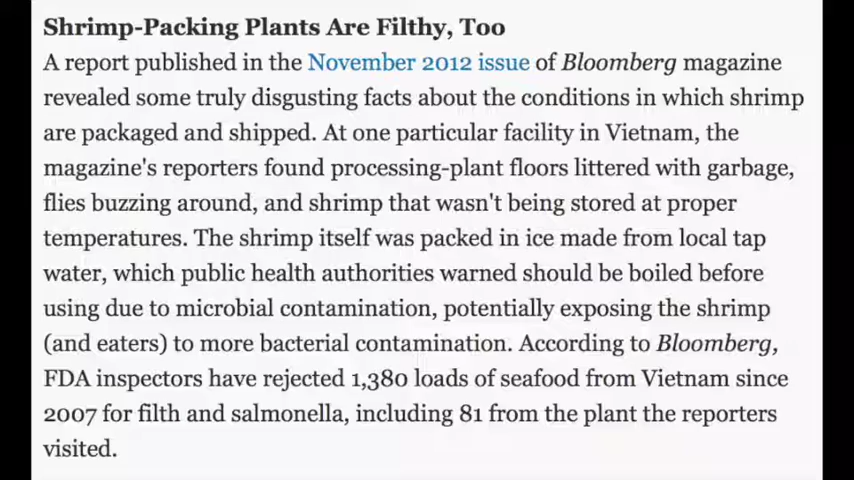 Shrimp-Packing Plants Are Filthy, Too
A report published in the November 2012 issue of Bloomberg magazine
revealed some truly disgusting facts about the conditions in which shrimp
are packaged and shipped. At one particular facility in Vietnam, the
magazine's reporters found processing-plant floors littered with garbage,
flies buzzing around, and shrimp that wasn't being stored at proper
temperatures. The shrimp itself was packed in ice made from local tap
water, which public health authorities warned should be boiled before
using due to microbial contamination, potentially exposing the shrimp
(and eaters) to more bacterial contamination. According to Bloomberg,
FDA inspectors have rejected 1,380 loads of seafood from Vietnam since
2007 for filth and salmonella, including 81 from the plant the reporters
visited.